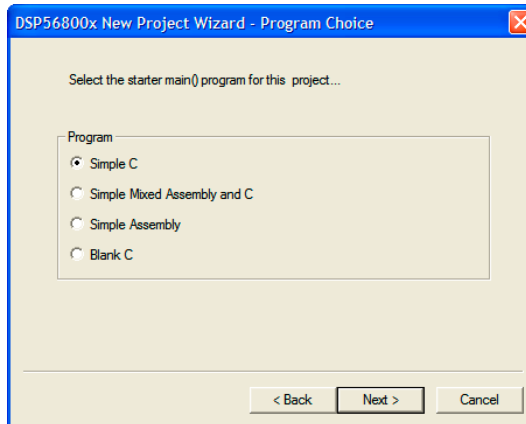 DSP56800x New Project Wizard - Program Choice
Select the starter main() program for this project...
Program
Simple C
Simple Mixed Assembly and C
Simple Assembly
Blank C
< Back Next > Cancel